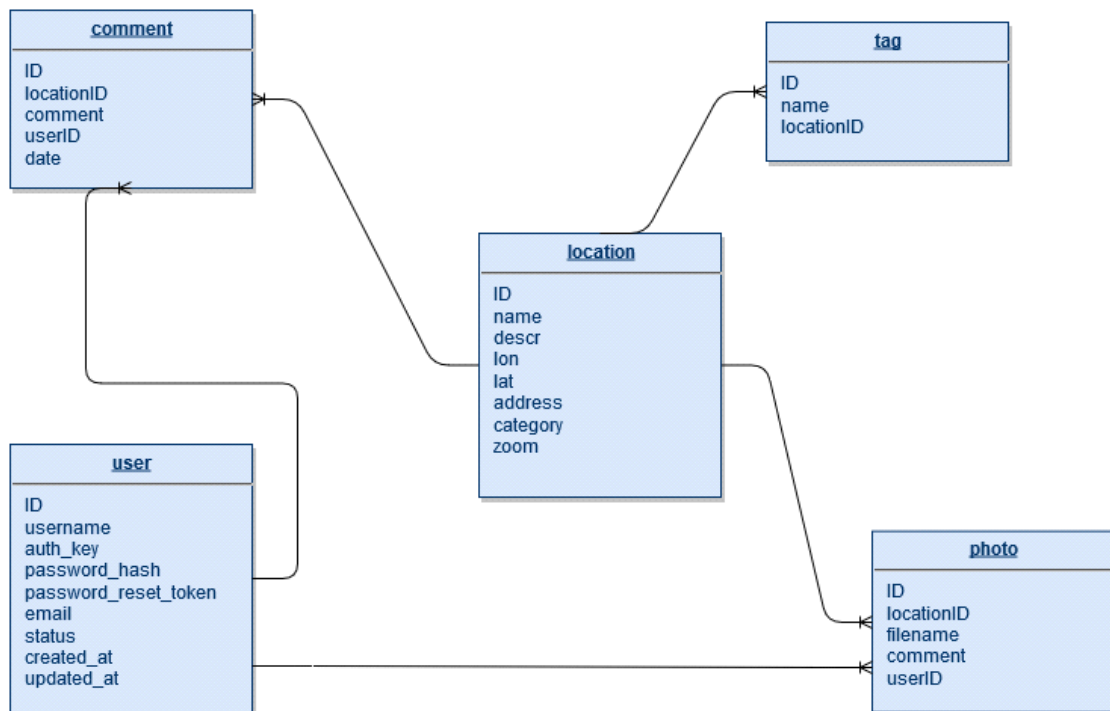 comment
ID
locationID
comment
userID
date
tag
ID
name
locationID
location
ID
name
descr
lon
lat
address
category
zoom
user
ID
username
auth_key
password_hash
password_reset_token
email
status
created_at
updated_at
photo
ID
locationID
filename
comment
userID